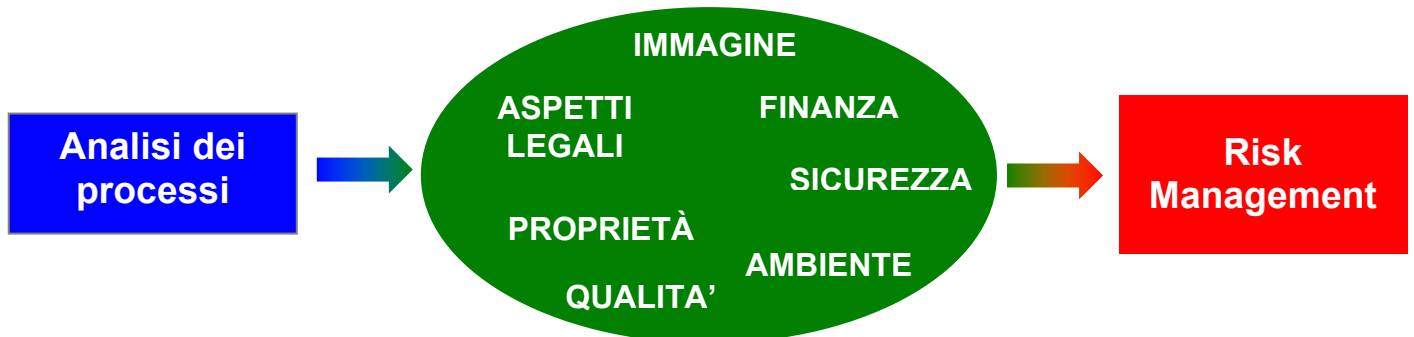 Analisi dei
processi
IMMAGINE
ASPETTI
LEGALI
FINANZA
SICUREZZA
PROPRIETÀ
AMBIENTE
QUALITA’
Risk
Management